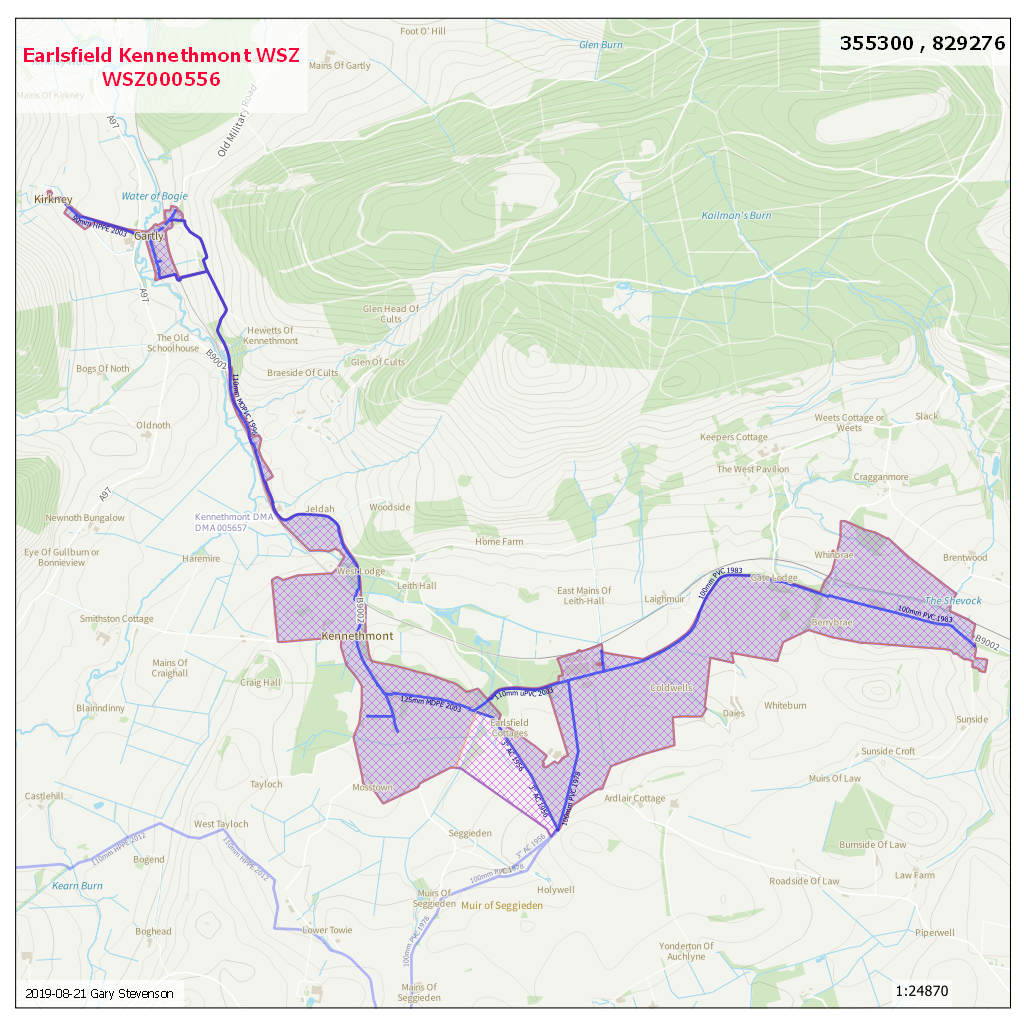 Earlsfield Kennethmont WSZ
WSZ000556
355300 , 829276
Foot O' Hill
Glen Burn
Mains Of Gartly
Mains Of Kirkney
A97
Old Military Road
Kirkney
Water of Bogie
90mm HPPE 2003
Gartly
Kailman's Burn
A97
Glen Head Of
Cults
Hewetts Of
Kennethmont
The Old
Schoolhouse
B9002
Glen Of Cults
Bogs Of Noth
Braeside Of Cults
110mm MOPVC 1996
Oldnoth
Weets Cottage or
Weets
Slack
Keepers Cottage
The West Pavilion
Cragganmore
A97
Newnoth Bungalow
Kennethmont DMA
DMA005657
Jeldah
Woodside
Home Farm
Eye Of Gullburn or
Bonnieview
Haremire
West Lodge
Leith Hall
East Mains Of
Leith-Hall
Laighmuir
100mm PVC 1983
Gate Lodge
Whinbrae
Brentwood
The Shevock
100mm PVC 1983
B9002
Berrybrae
Smithston Cottage
B9002
Kennethmont
Mains Of
Craighall
Craig Hall
Blairindinny
125mm MDPE 2003
110mm uPVC 2003
Coldwells
Earlsfield
Cottages
Daies
Whiteburn
Sunside
3" AC 1956
3" AC 1956
100mm PVC 1978
Sunside Croft
Tayloch
Mosstown
Muirs Of Law
Ardlair Cottage
Castlehill
West Tayloch
Seggieden
3" AC 1956
Burnside Of Law
110mm HPPE 2012
110mm HPPE 2012
Bogend
100mm PVC 1978
Kearn Burn
Muirs Of
Seggieden
Holywell
Muir of Seggieden
Roadside Of Law
Law Farm
Boghead
Lower Towie
100mm PVC 1978
Yonderton Of
Auchlyne
Piperwell
Mains Of
Seggieden
2019-08-21 Gary Stevenson
1:24870